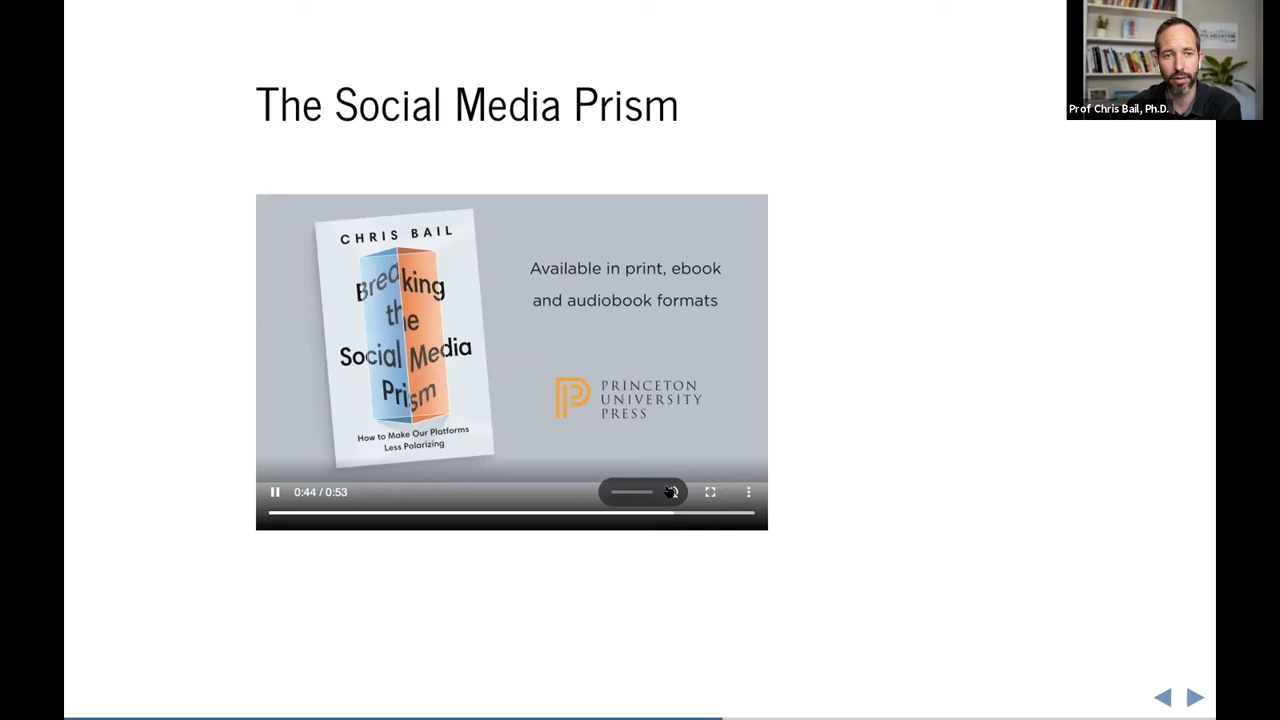 The Social Media Prism
Prof Chris Bail, Ph.D.
CHRIS BAIL
Breaking
the
Social Media
Prism
How to Make Our Platforms
Less Polarizing
Available in print, ebook
and audiobook formats
PRINCETON
UNIVERSITY
PRESS
0:44 / 0:53